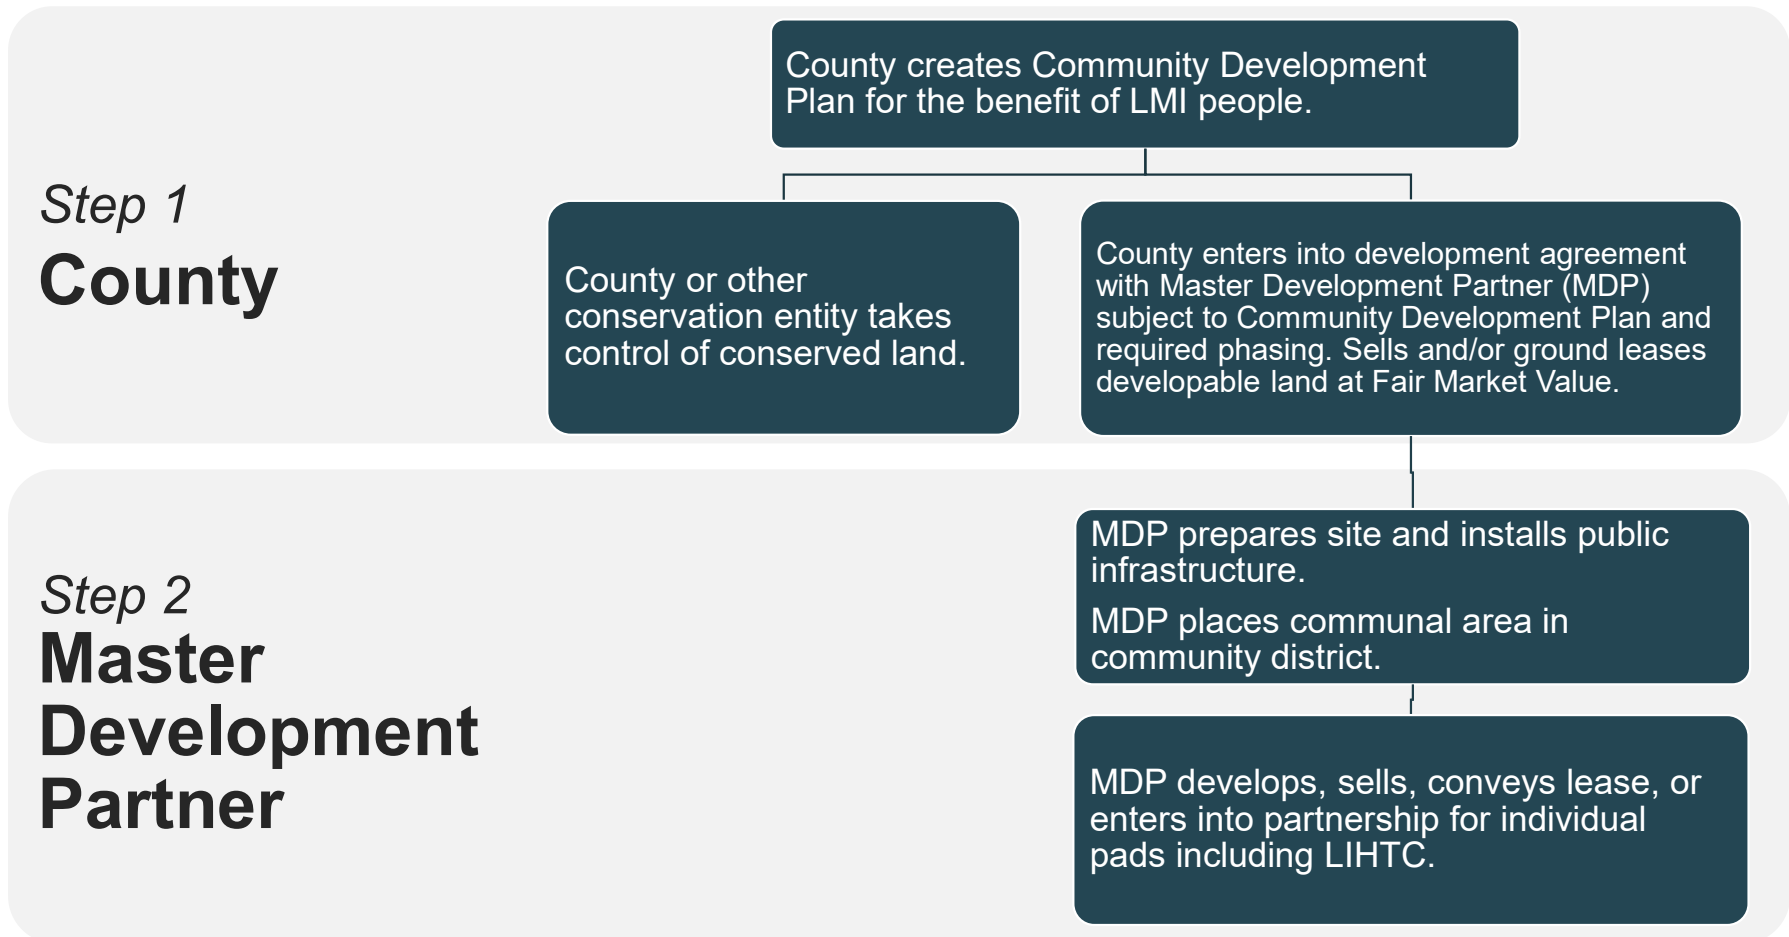 County creates Community Development
Plan for the benefit of LMI people.
Step 1
County
County or other
conservation entity takes
control of conserved land.
County enters into development agreement
with Master Development Partner (MDP)
subject to Community Development Plan and
required phasing. Sells and/or ground leases
developable land at Fair Market Value.
Step 2
Master
Development
Partner
MDP prepares site and installs public
infrastructure.
MDP places communal area in
community district.
MDP develops, sells, conveys lease, or
enters into partnership for individual
pads including LIHTC.